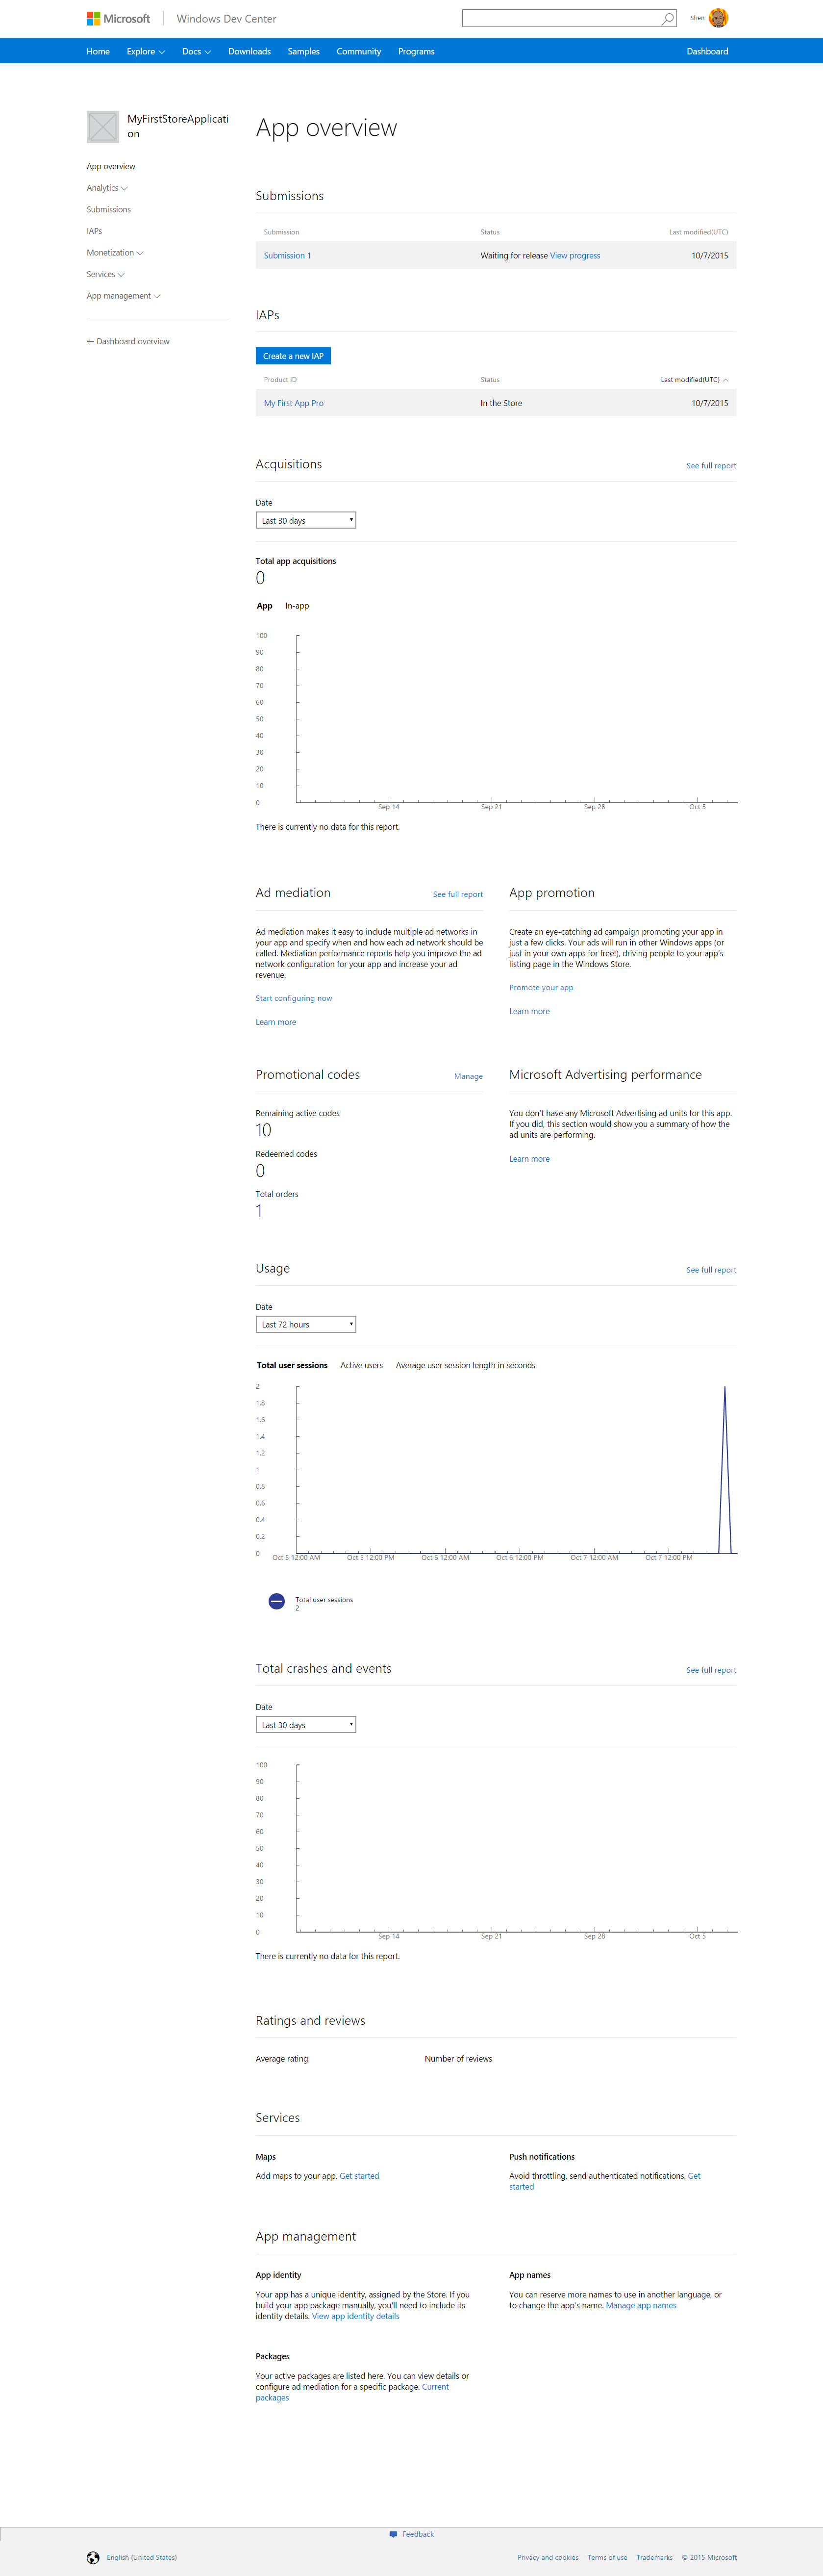 Microsoft
Windows Dev Center
Shen
Home Explore Docs Downloads Samples Community Programs Dashboard
MyFirstStoreApplicati
on
App overview
Analytics
Submissions
IAPs
Monetization
Services
App management
Dashboard overview
App overview
Submissions
Submission Status Last modified(UTC)
Submission 1 Waiting for release View progress 10/7/2015
IAPs
Create a new IAP
Product ID Status Last modified(UTC)
My First App Pro In the Store 10/7/2015
Acquisitions See full report
Date
Last 30 days
Total app acquisitions
0
App In-app
100
90
80
70
60
50
40
30
20
10
0
Sep 14 Sep 21 Sep 28 Oct 5
There is currently no data for this report.
Ad mediation See full report
Ad mediation makes it easy to include multiple ad networks in
your app and specify when and how each ad network should be
called. Mediation performance reports help you improve the ad
network configuration for your app and increase your ad
revenue.
Start configuring now
Learn more
App promotion
Create an eye-catching ad campaign promoting your app in
just a few clicks. Your ads will run in other Windows apps (or
just in your own apps for free!), driving people to your app's
listing page in the Windows Store.
Promote your app
Learn more
Promotional codes Manage
Remaining active codes
10
Redeemed codes
0
Total orders
1
Microsoft Advertising performance
You don't have any Microsoft Advertising ad units for this app.
If you did, this section would show you a summary of how the
ad units are performing.
Learn more
Usage See full report
Date
Last 72 hours
Total user sessions Active users Average user session length in seconds
2
1.8
1.6
1.4
1.2
1
0.8
0.6
0.4
0.2
0
Oct 5 12:00 AM Oct 5 12:00 PM Oct 6 12:00 AM Oct 6 12:00 PM Oct 7 12:00 AM Oct 7 12:00 PM
Total user sessions
2
Total crashes and events See full report
Date
Last 30 days
100
90
80
70
60
50
40
30
20
10
0
Sep 14 Sep 21 Sep 28 Oct 5
There is currently no data for this report.
Ratings and reviews
Average rating Number of reviews
Services
Maps
Add maps to your app. Get started
Push notifications
Avoid throttling, send authenticated notifications. Get
started
App management
App identity
Your app has a unique identity, assigned by the Store. If you
build your app package manually, you'll need to include its
identity details. View app identity details
App names
You can reserve more names to use in another language, or
to change the app's name. Manage app names
Packages
Your active packages are listed here. You can view details or
configure ad mediation for a specific package. Current
packages
Feedback
English (United States)
Privacy and cookies Terms of use Trademarks © 2015 Microsoft